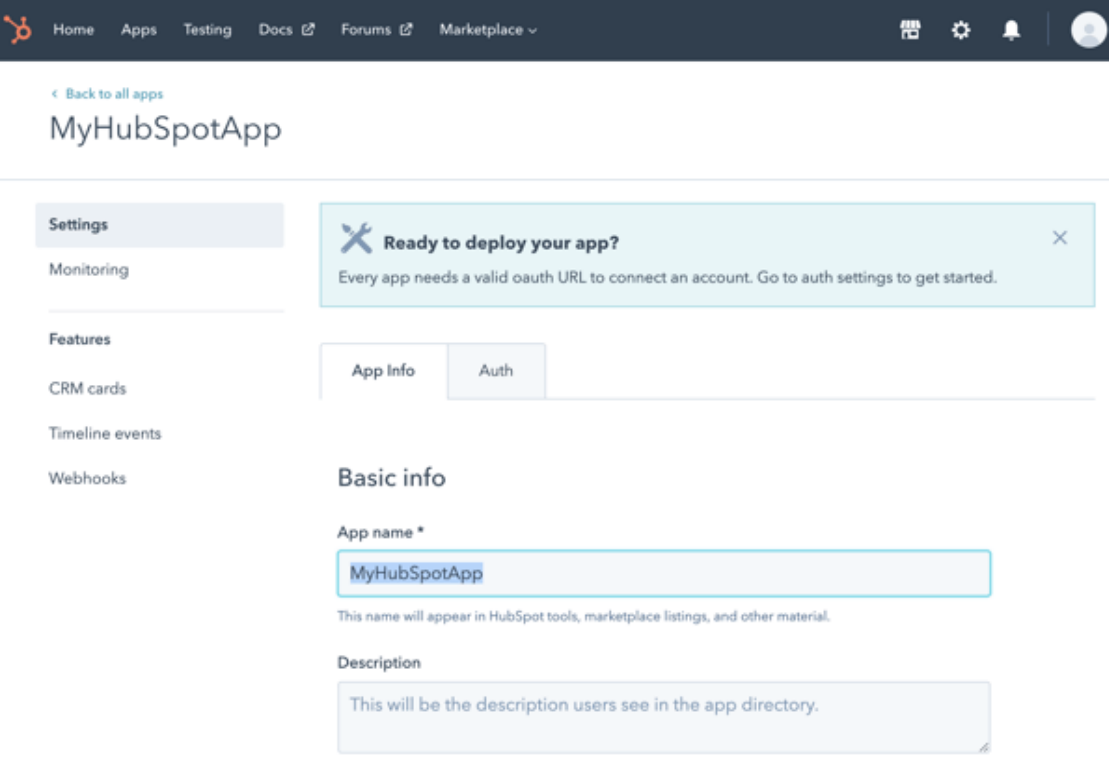 Home Apps Testing Docs Forums Marketplace
Back to all apps
MyHubSpotApp
Settings
Monitoring
Features
CRM cards
Timeline events
Webhooks
Ready to deploy your app?
Every app needs a valid oauth URL to connect an account. Go to auth settings to get started.
App Info Auth
Basic info
App name *
MyHubSpotApp
This name will appear in HubSpot tools, marketplace listings, and other material.
Description
This will be the description users see in the app directory.